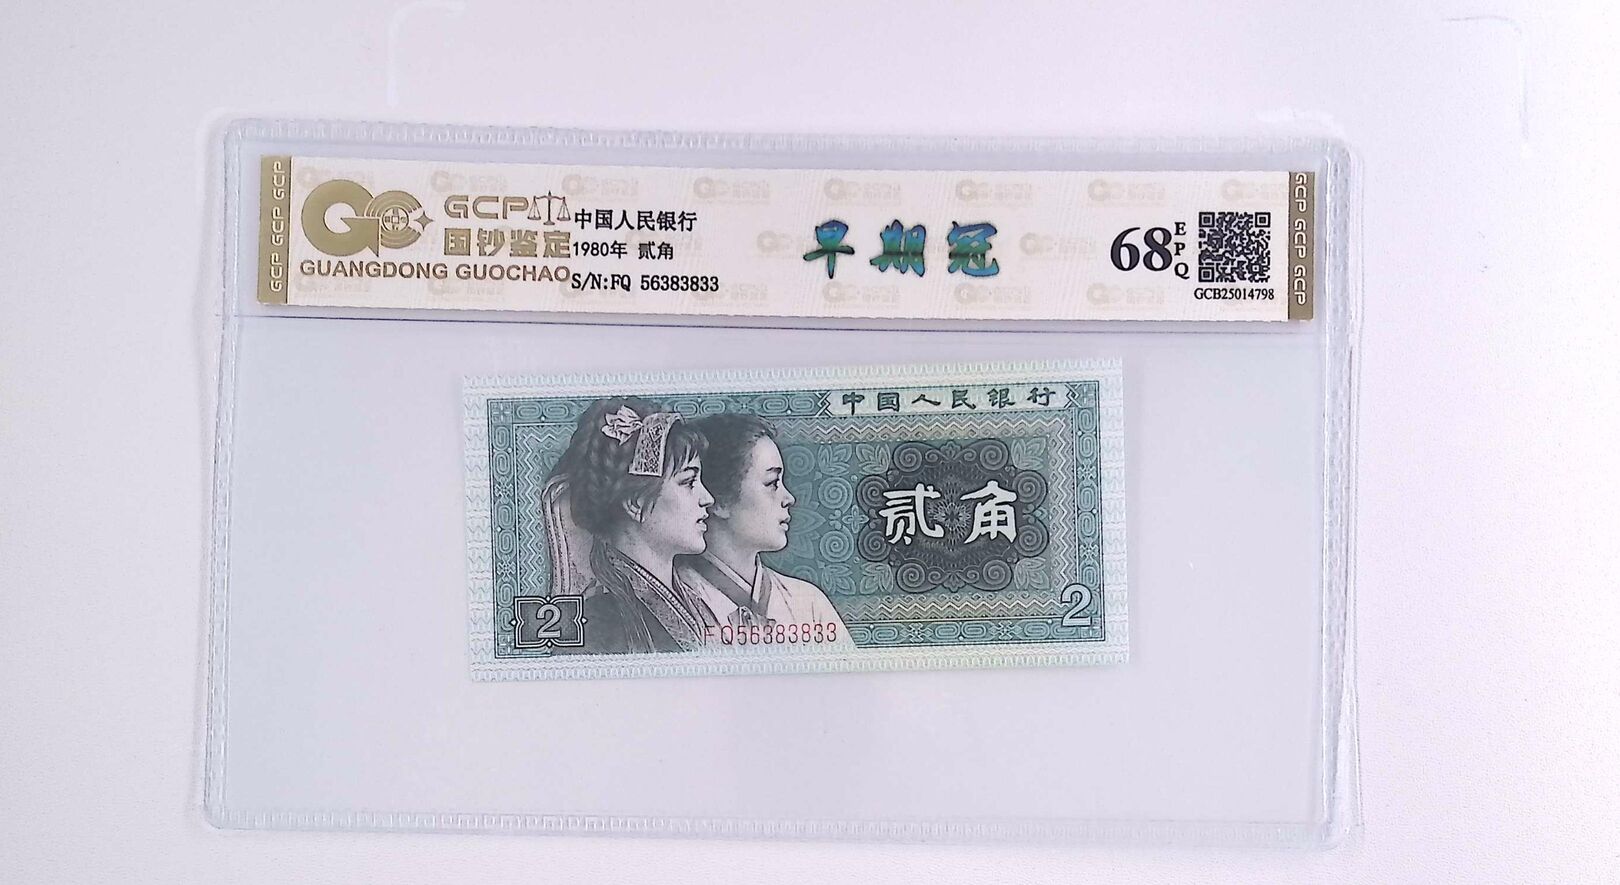 GCP GCP GCP
GCP
国钞鉴定
GUANGDONG GUOCHAO
中国人民银行
1980年 贰角
S/N:FQ 56383833
早期冠
68 EPQ
GCB25014798
GCP GCP GCP
中国人民银行
贰角
2
2
FQ56383833